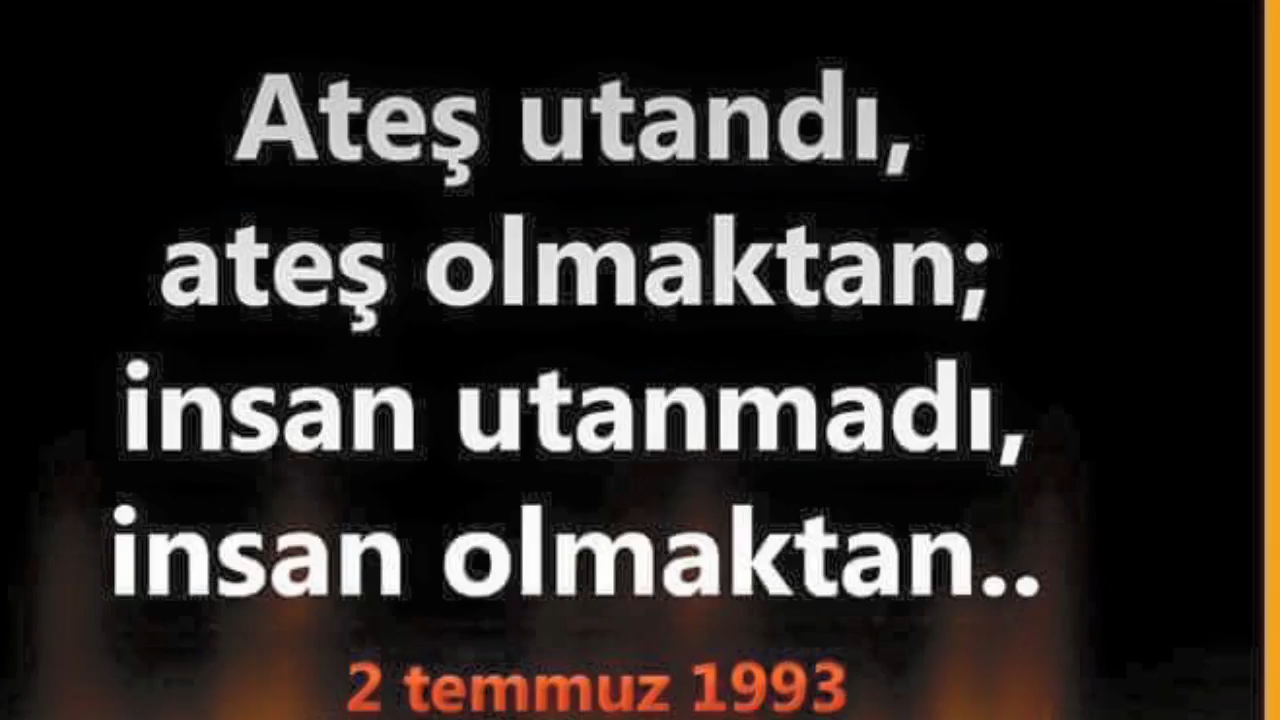 Ateş utandı,
ateş olmaktan;
insan utanmadı,
insan olmaktan..
2 temmuz 1993